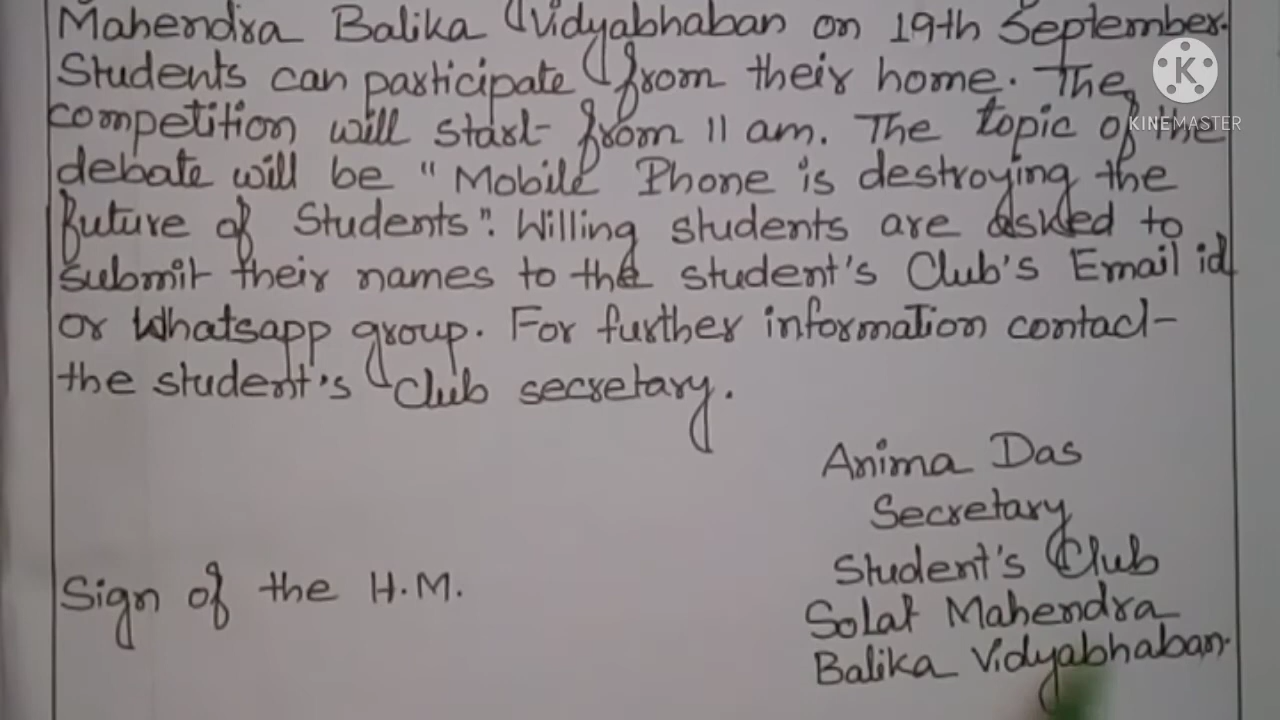 Mahendra Balika Vidyabhaban on 19th September.
Students can participate from their home. The
competition will start from 11 am. The topic of the
debate will be "Mobile Phone is destroying the
future of Students". Willing students are asked to
submit their names to the student's Club's Email id
or Whatsapp group. For further information contact
the student's Club secretary.
Anima Das
Secretary
Student's Club
Solat Mahendra
Balika Vidyabhaban.
Sign of the H.M.
K
KINEMASTER